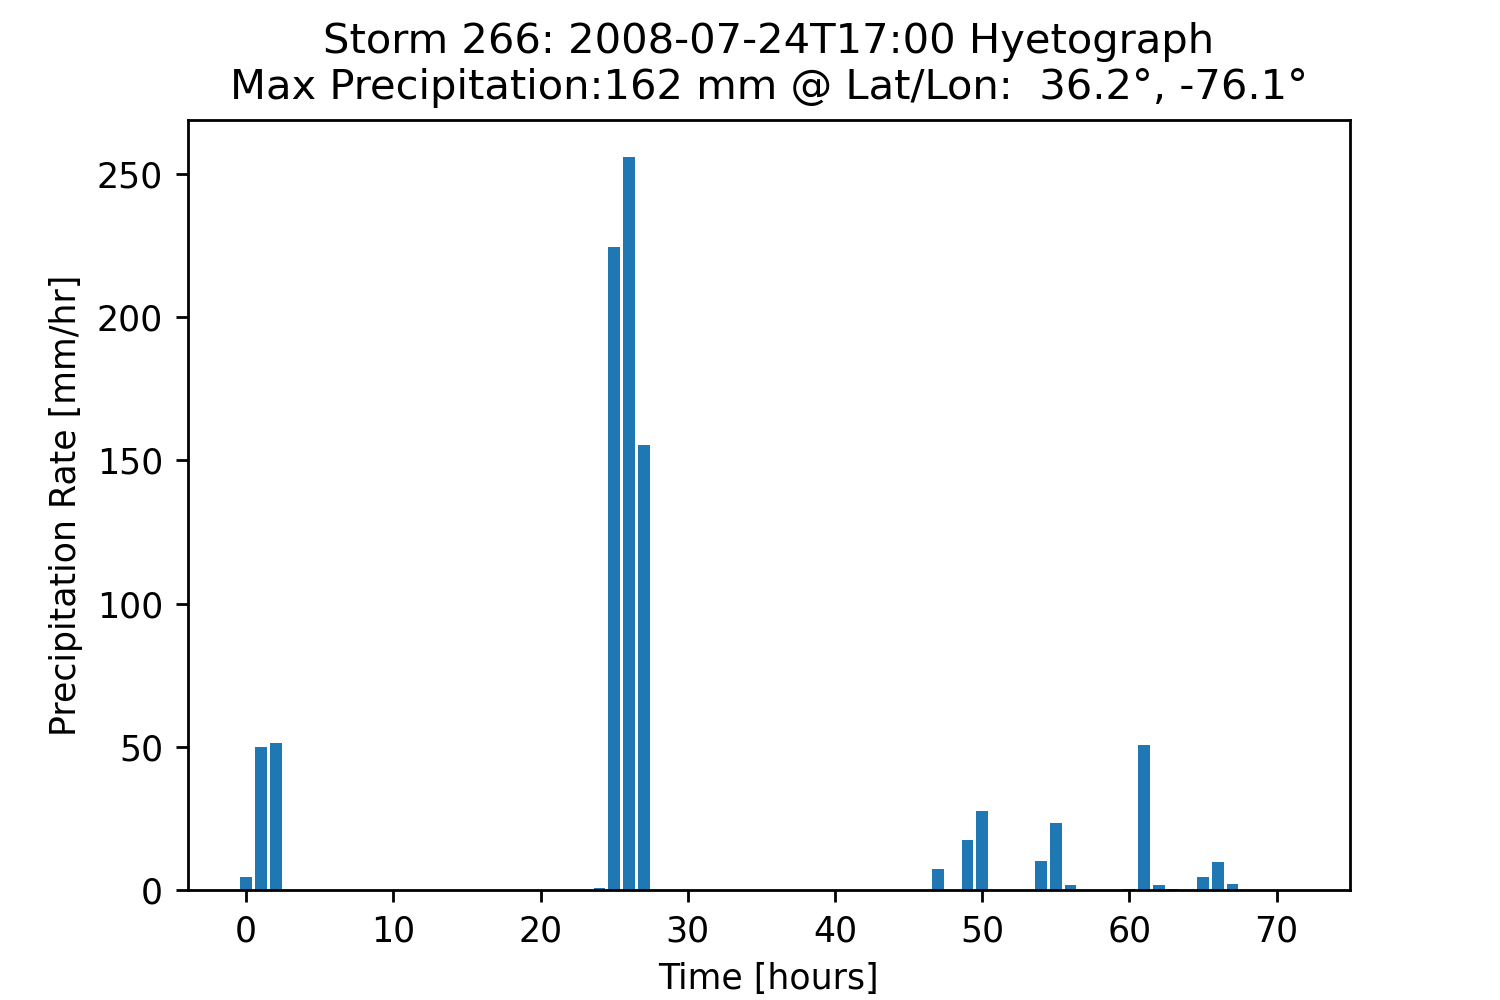 Storm 266: 2008-07-24T17:00 Hyetograph
Max Precipitation:162 mm @ Lat/Lon:  36.2°, -76.1°
250
200
150
100
50
0
Precipitation Rate [mm/hr]
0 10 20 30 40 50 60 70
Time [hours]